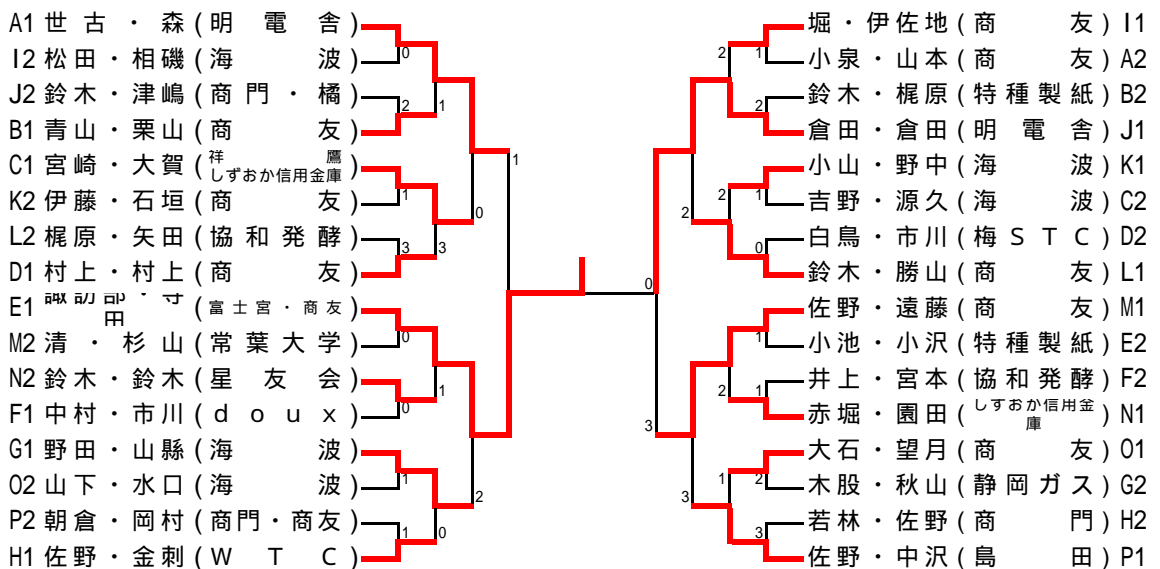 A1 世古・森(明電舎)
0
I2 松田・相磯(海波)
1
J2 鈴木・津嶋(商門・橘)
2
B1 青山・栗山(商友)
1
C1 宮崎・大賀(祥鷹しずおか信用金庫)
1
K2 伊藤・石垣(商友)
0
L2 梶原・矢田(協和発酵)
3
3
D1 村上・村上(商友)
E1 諏訪部・寺田(富士宮・商友)
0
M2 清・杉山(常葉大学)
N2 鈴木・鈴木(星友会)
1
0
F1 中村・市川(doux)
G1 野田・山縣(海波)
1
O2 山下・水口(海波)
2
P2 朝倉・岡村(商門・商友)
1
0
H1 佐野・金刺(WTC)
堀・伊佐地(商友) I1
2
1
小泉・山本(商友) A2
鈴木・梶原(特種製紙) B2
2
倉田・倉田(明電舎) J1
小山・野中(海波) K1
2
1
吉野・源久(海波) C2
2
白鳥・市川(梅STC) D2
0
鈴木・勝山(商友) L1
0
佐野・遠藤(商友) M1
1
小池・小沢(特種製紙) E2
井上・宮本(協和発酵) F2
2
1
赤堀・園田(しずおか信用金庫) N1
3
大石・望月(商友) O1
1
2
木股・秋山(静岡ガス) G2
3
若林・佐野(商門) H2
3
佐野・中沢(島田) P1